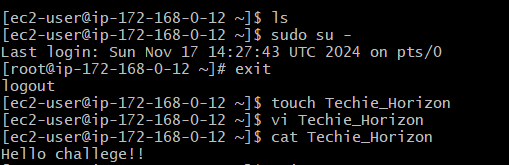 [ec2-user@ip-172-168-0-12 ~]$ ls
[ec2-user@ip-172-168-0-12 ~]$ sudo su -
Last login: Sun Nov 17 14:27:43 UTC 2024 on pts/0
[root@ip-172-168-0-12 ~]# exit
logout
[ec2-user@ip-172-168-0-12 ~]$ touch Techie_Horizon
[ec2-user@ip-172-168-0-12 ~]$ vi Techie_Horizon
[ec2-user@ip-172-168-0-12 ~]$ cat Techie_Horizon
Hello challege!!